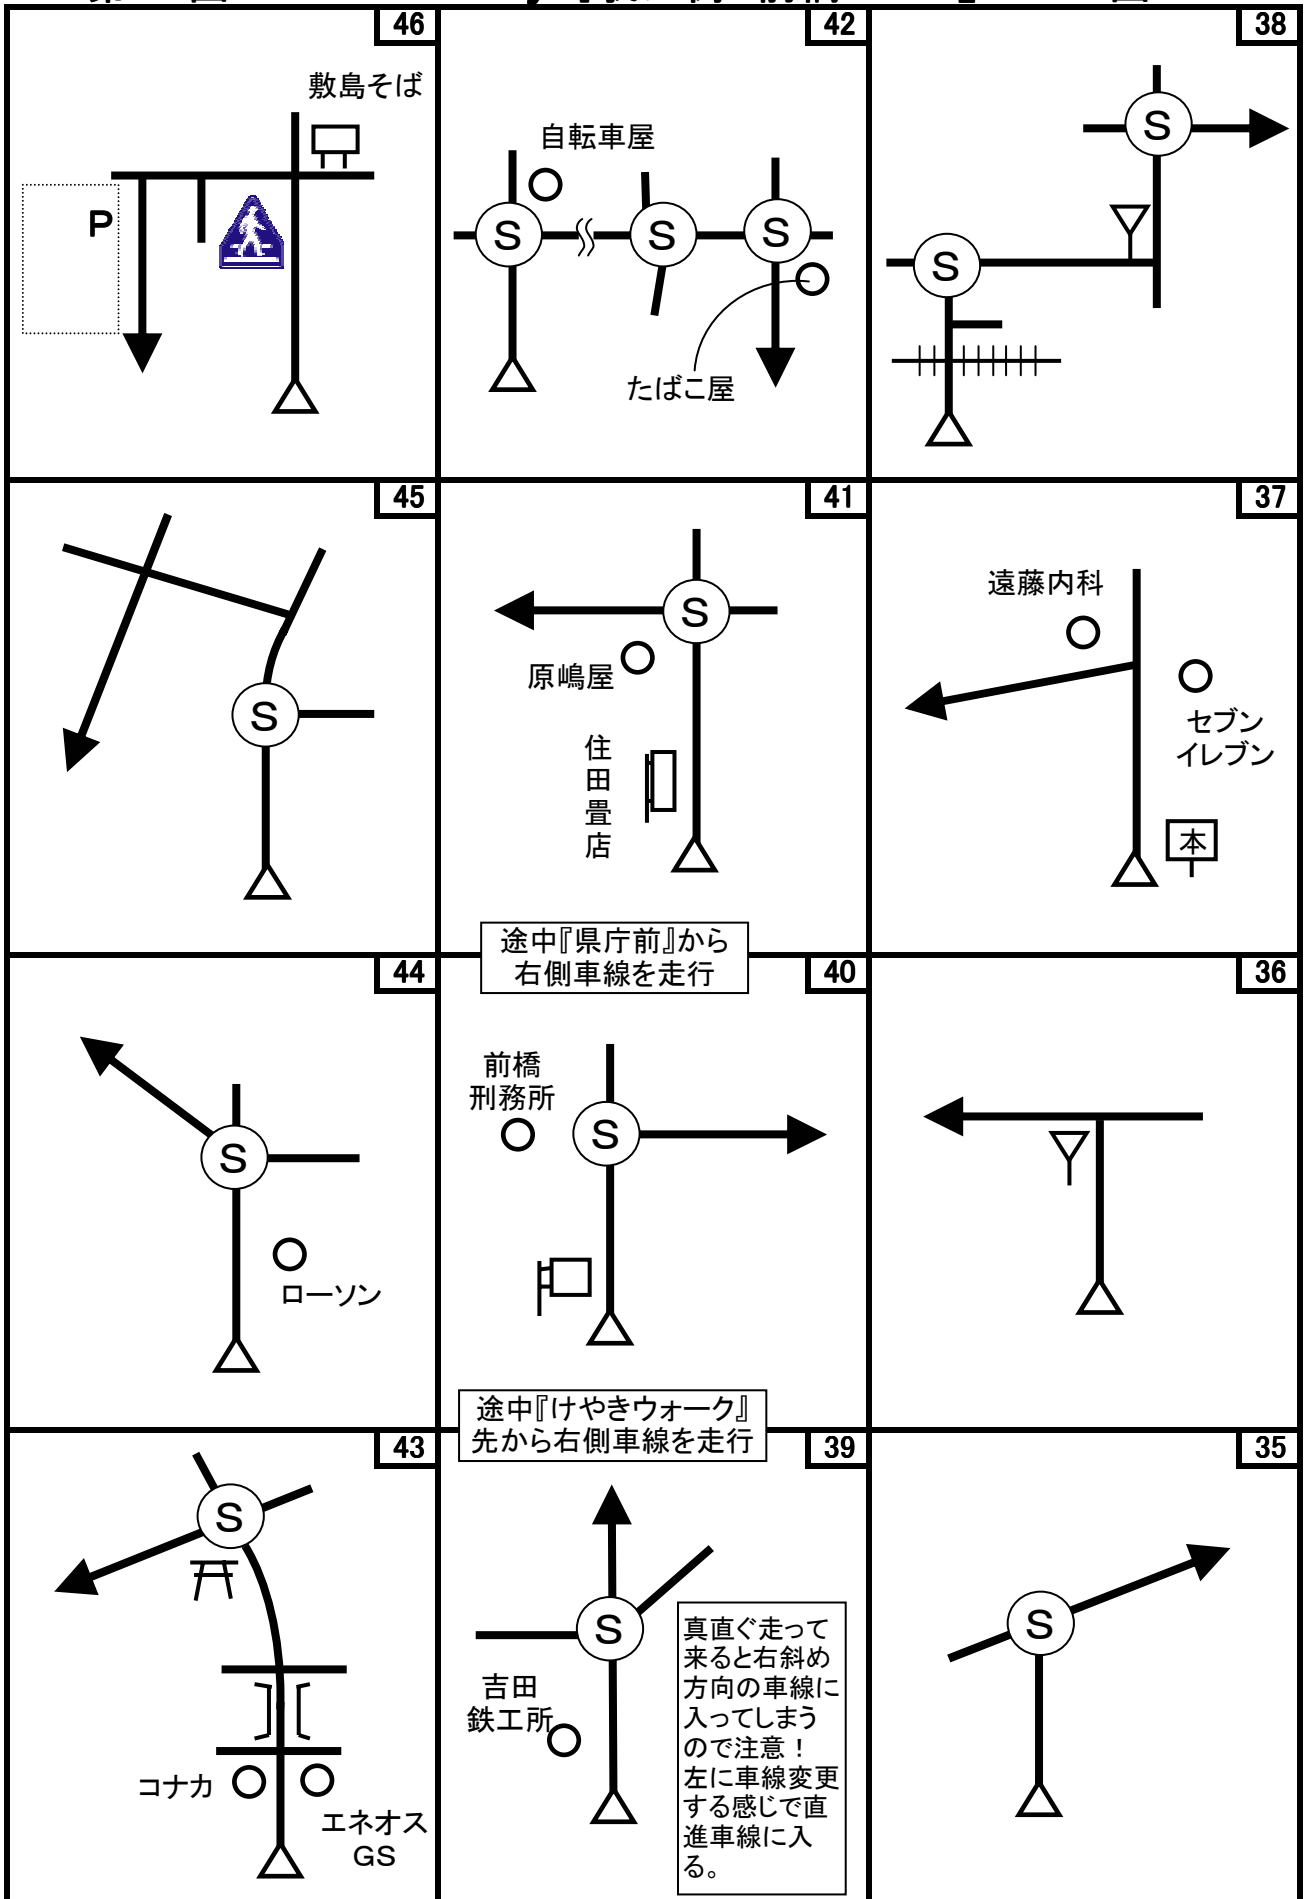 46
敷島そば
P
42
自転車屋
S
S
S
たばこ屋
38
S
S
45
S
41
S
原嶋屋
住
田
畳
店
37
遠藤内科
セブン
イレブン
本
途中『県庁前』から
右側車線を走行
44
S
ローソン
40
前橋
刑務所
S
36
途中『けやきウォーク』
先から右側車線を走行
43
S
コナカ
エネオス
GS
39
S
吉田
鉄工所
真直ぐ走って
来ると右斜め
方向の車線に
入ってしまう
ので注意！
左に車線変更
する感じで直
進車線に入
る。
35
S